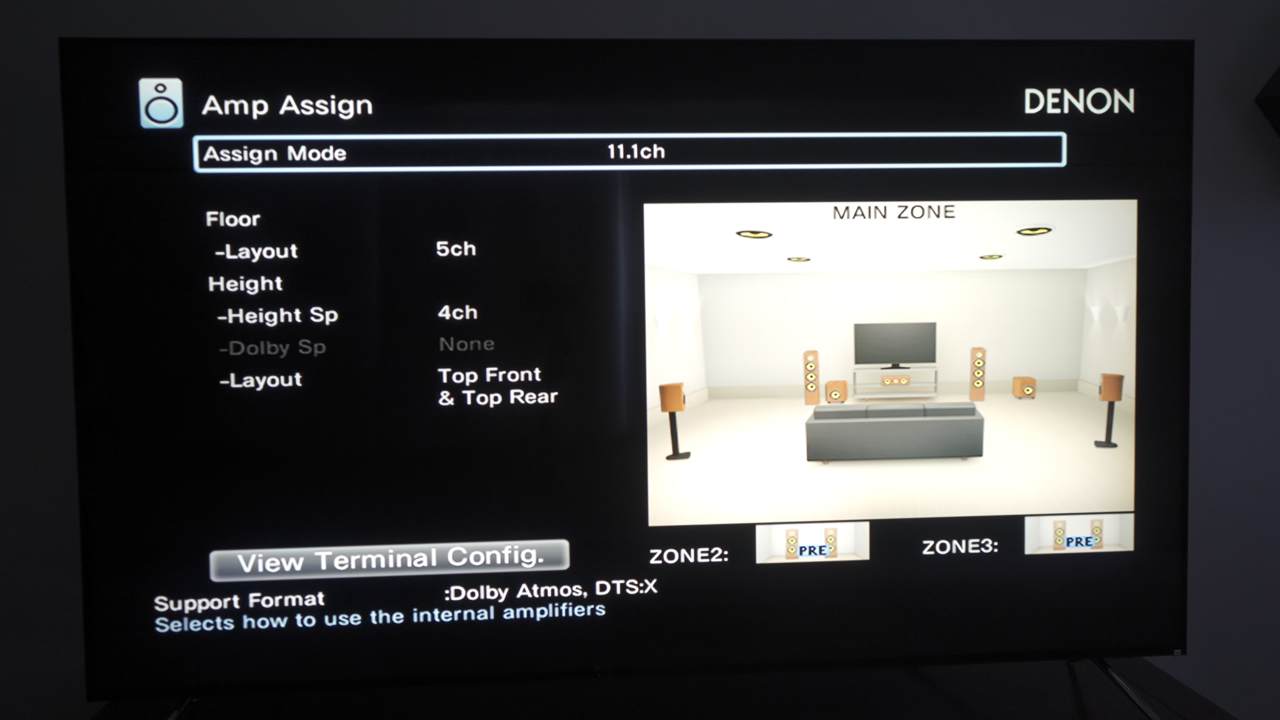 Amp Assign
DENON
Assign Mode 11.1ch
Floor
-Layout 5ch
Height
-Height Sp 4ch
-Dolby Sp None
-Layout Top Front
& Top Rear
MAIN ZONE
View Terminal Config.
ZONE2: PRE ZONE3: PRE
Support Format :Dolby Atmos, DTS:X
Selects how to use the internal amplifiers